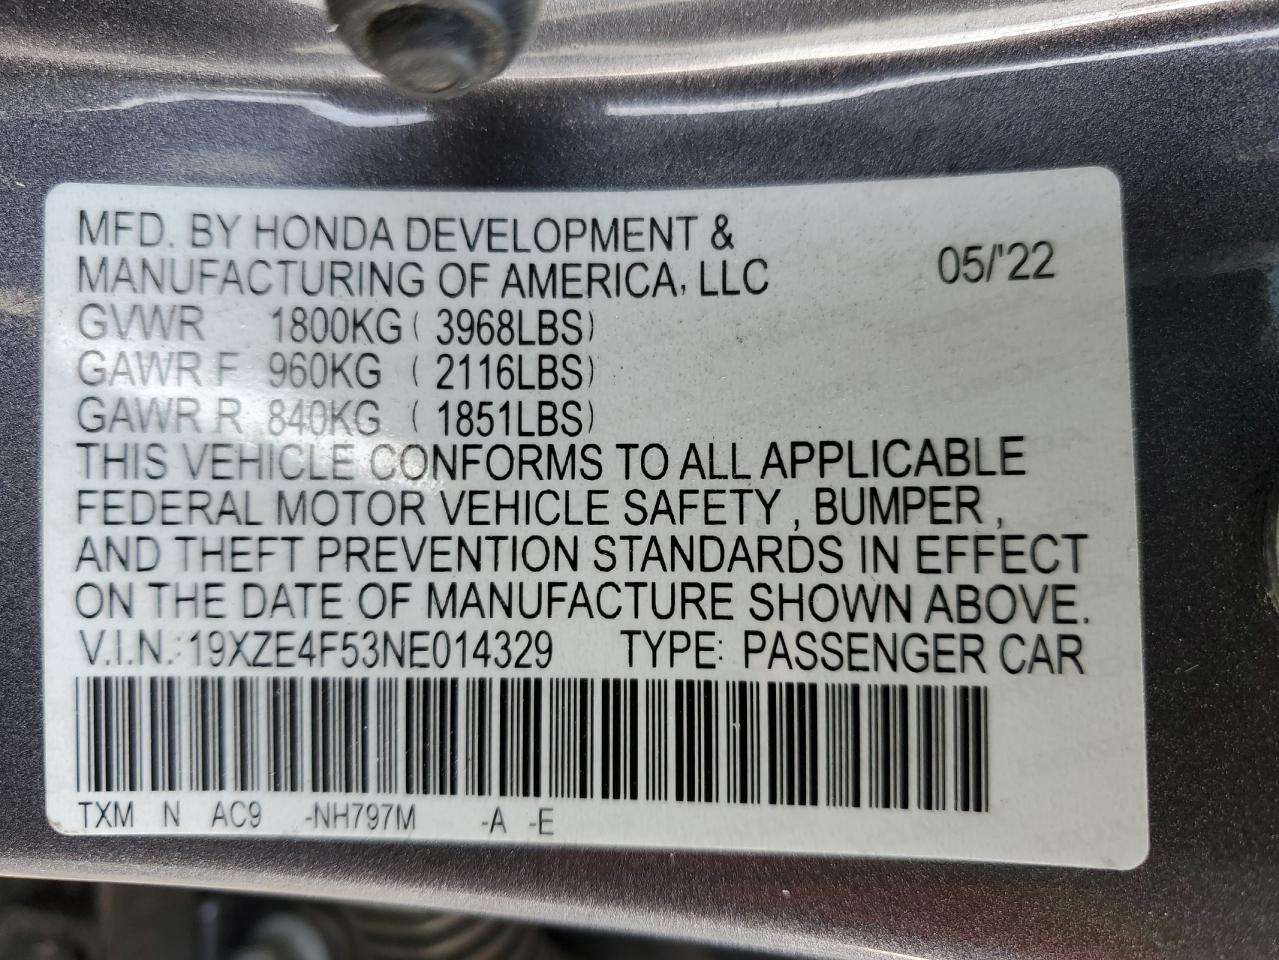 MFD. BY HONDA DEVELOPMENT &
MANUFACTURING OF AMERICA, LLC 05/'22
GVWR 1800KG ( 3968LBS)
GAWR F 960KG ( 2116LBS)
GAWR R 840KG ( 1851LBS)
THIS VEHICLE CONFORMS TO ALL APPLICABLE
FEDERAL MOTOR VEHICLE SAFETY , BUMPER ,
AND THEFT PREVENTION STANDARDS IN EFFECT
ON THE DATE OF MANUFACTURE SHOWN ABOVE.
V.I.N.: 19XZE4F53NE014329 TYPE: PASSENGER CAR
TXM N AC9 -NH797M -A -E